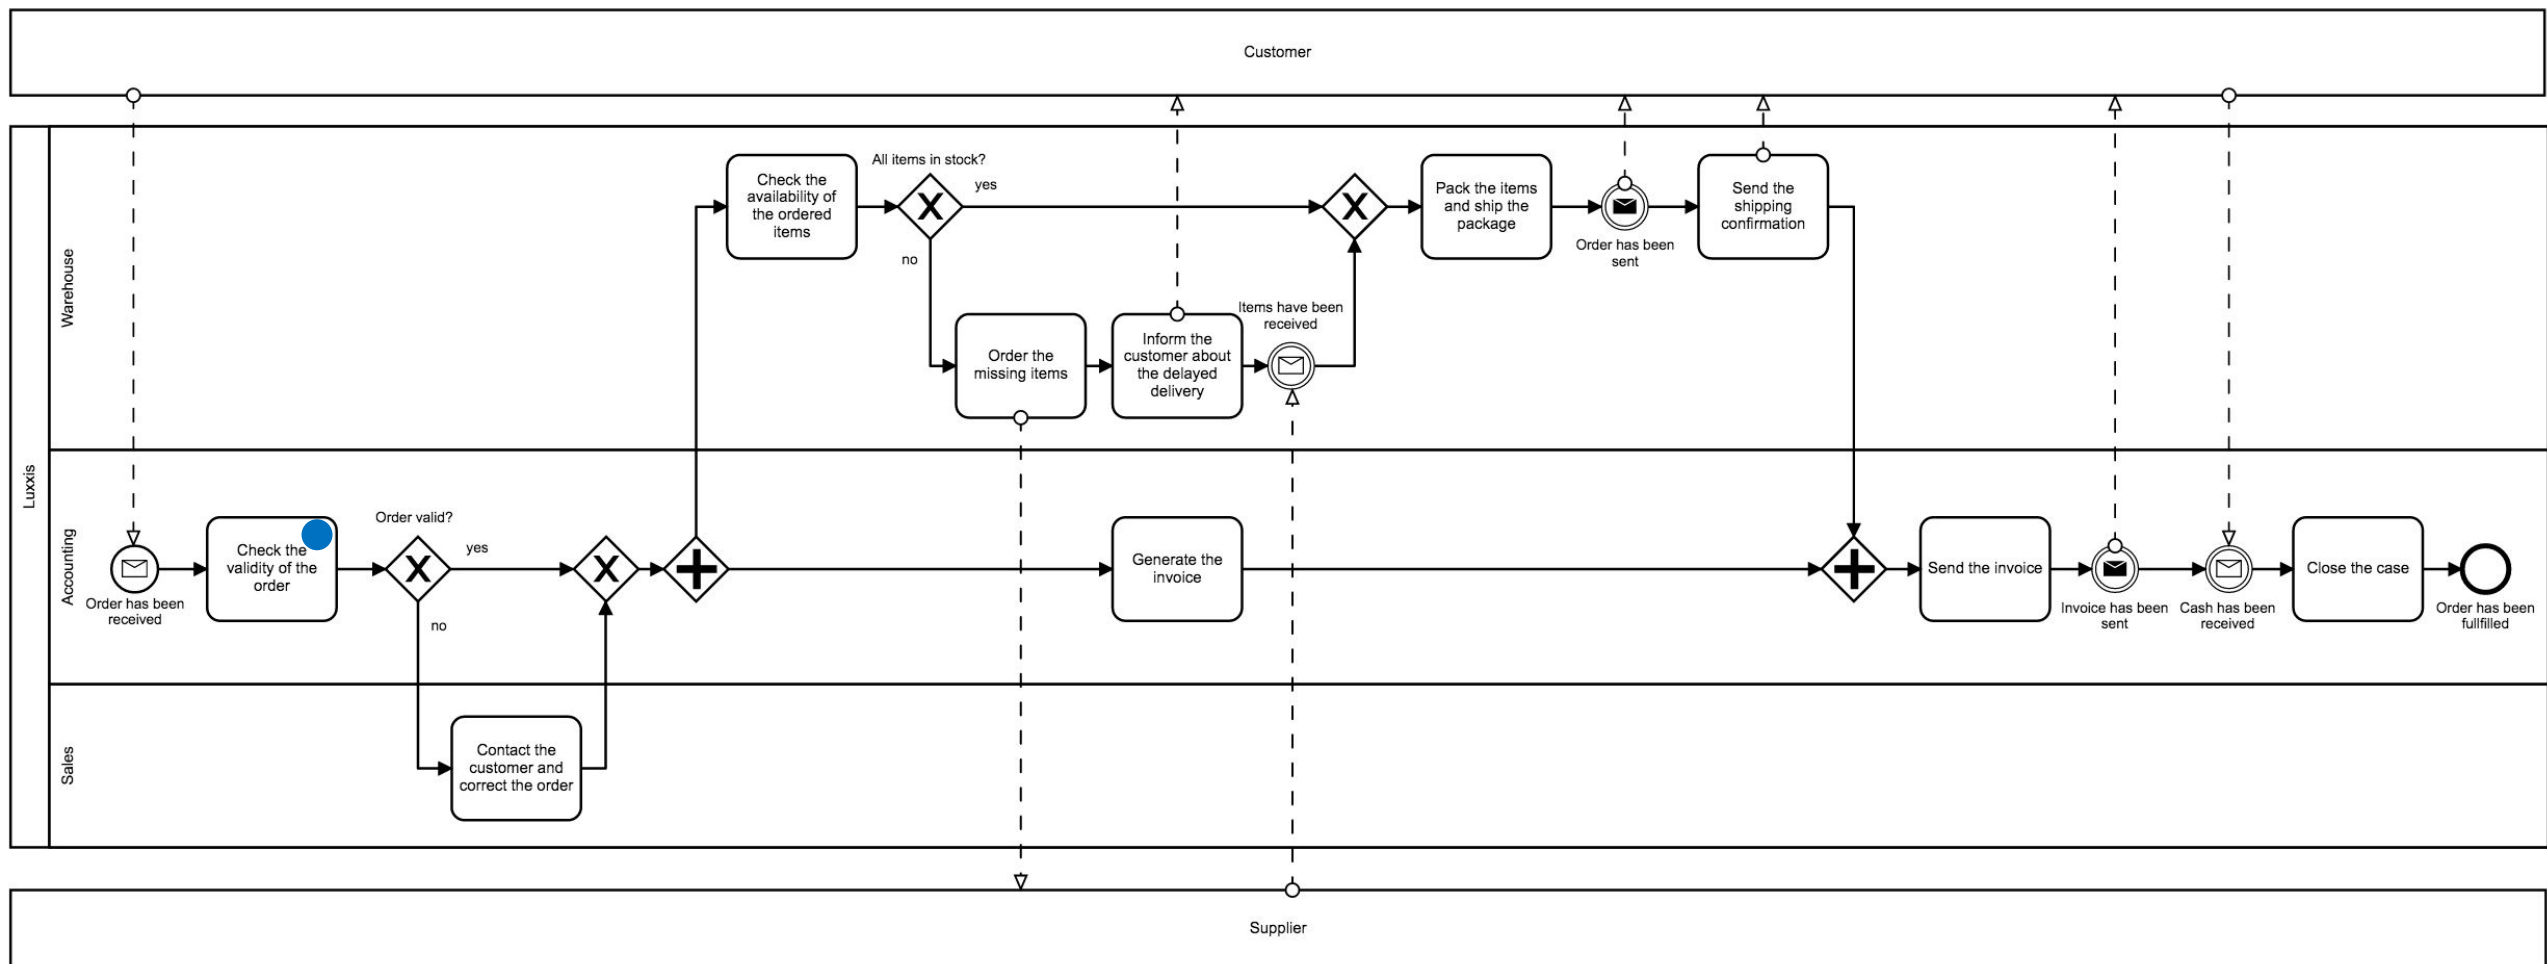 Customer
Luxxis
Warehouse
Check the
availability of
the ordered
items
All items in stock?
yes
no
Order the
missing items
Inform the
customer about
the delayed
delivery
Items have been
received
Pack the items
and ship the
package
Order has been
sent
Send the
shipping
confirmation
Accounting
Order has been
received
Check the
validity of the
order
Order valid?
yes
no
Generate the
invoice
Send the invoice
Invoice has been
sent
Cash has been
received
Close the case
Order has been
fullfilled
Sales
Contact the
customer and
correct the order
Supplier